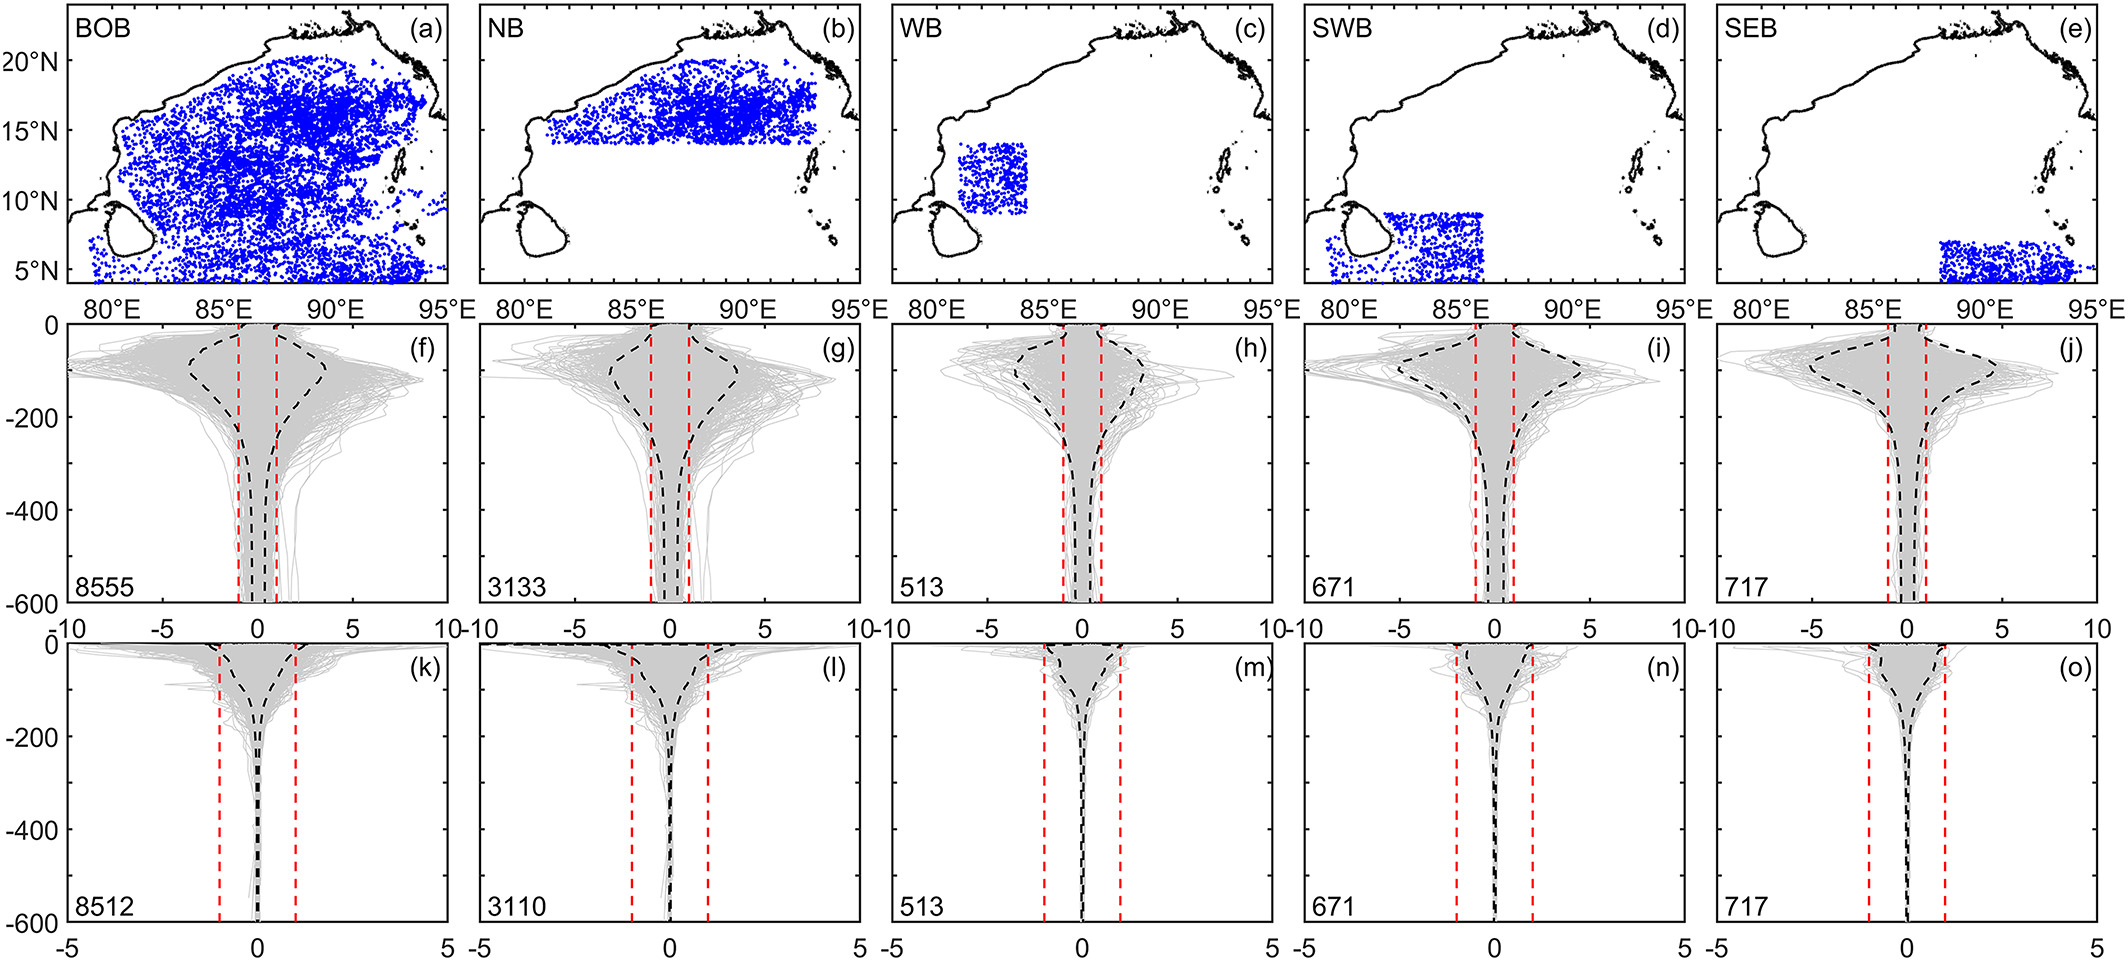 BOB (a) NB (b) WB (c) SWB (d) SEB (e)
20°N
15°N
10°N
5°N
80°E 85°E 90°E 95°E 80°E 85°E 90°E 95°E 80°E 85°E 90°E 95°E 80°E 85°E 90°E 95°E 80°E 85°E 90°E 95°E
0
(f) (g) (h) (i) (j)
-200
-400
8555 3133 513 671 717
-600
-10 -5 0 5 10 -10 -5 0 5 10 -10 -5 0 5 10 -10 -5 0 5 10 -10 -5 0 5 10
0
(k) (l) (m) (n) (o)
-200
-400
8512 3110 513 671 717
-600
-5 0 5 -5 0 5 -5 0 5 -5 0 5 -5 0 5